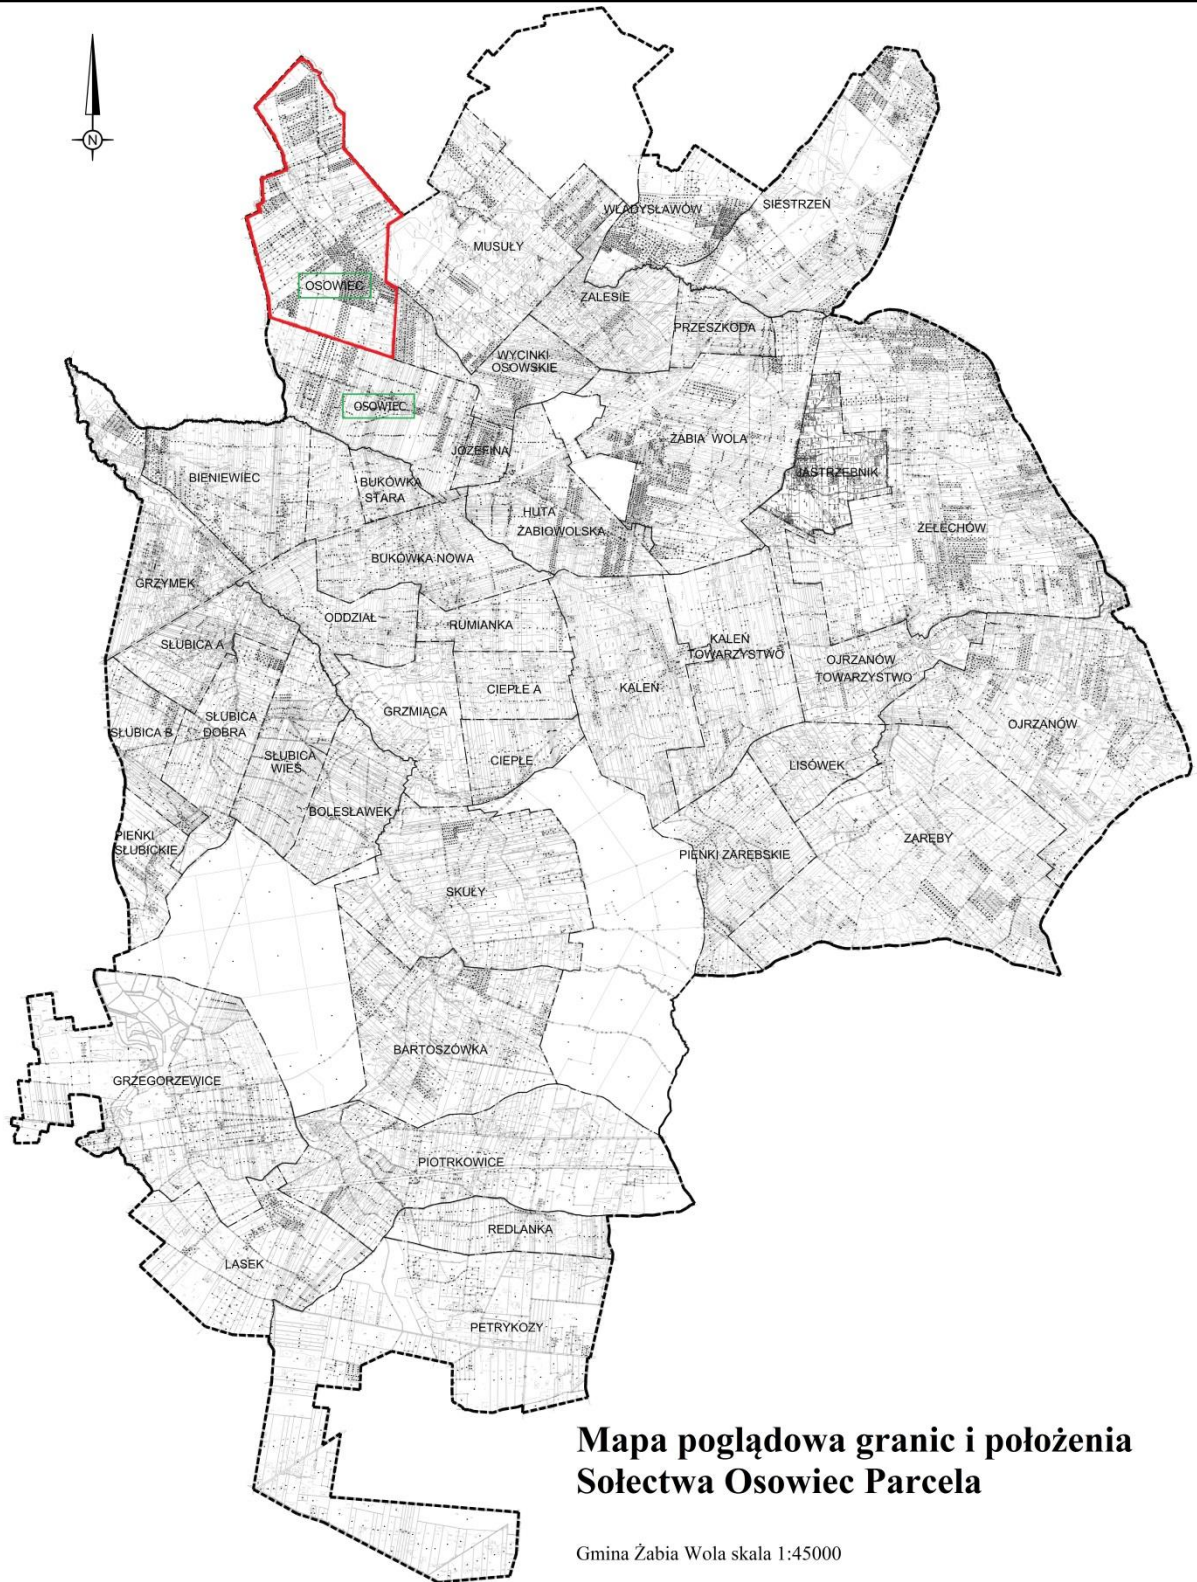 N
WŁADYSŁAWÓW
SIESTRZEŃ
MUSUŁY
OSOWIEC
ZALESIE
PRZESZKODA
WYCINKI
OSOWSKIE
OSOWIEC
ŻABIA WOLA
JÓZEFINA
JASTRZĘBNIK
BIENIEWIEC
BUKÓWKA
STARA
HUTA
ŻABIOWOLSKA
ŻELECHÓW
BUKÓWKA NOWA
GRZYMEK
ODDZIAŁ
RUMIANKA
SŁUBICA A
KALEŃ
TOWARZYSTWO
OJRZANÓW
TOWARZYSTWO
CIEPŁE A
KALEŃ
GRZMIĄCA
SŁUBICA
DOBRA
OJRZANÓW
SŁUBICA B
SŁUBICA
WIEŚ
CIEPŁE
LISÓWEK
BOLESŁAWEK
PIEŃKI
SŁUBICKIE
ZARĘBY
PIEŃKI ZARĘBSKIE
SKUŁY
BARTOSZÓWKA
GRZEGORZEWICE
PIOTRKOWICE
REDLANKA
LASEK
PETRYKOZY
Mapa poglądowa granic i położenia
Sołectwa Osowiec Parcela
Gmina Żabia Wola skala 1:45000